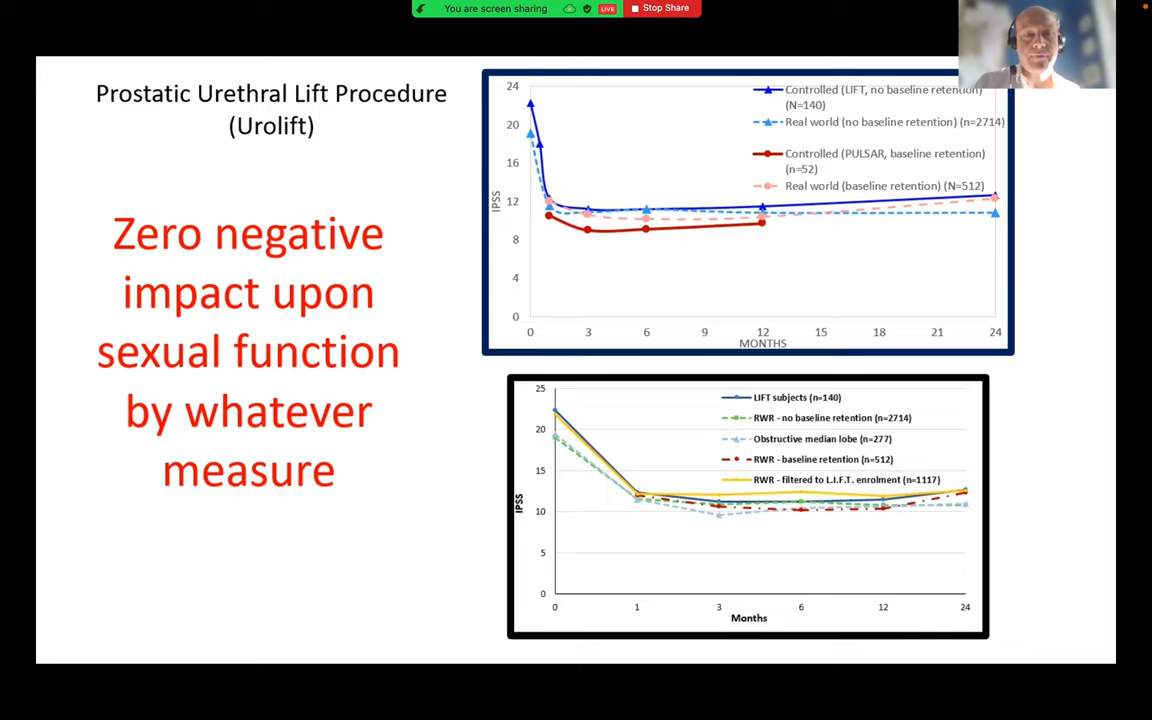 You are screen sharing
LIVE
Stop Share
Prostatic Urethral Lift Procedure
(Urolift)
Zero negative
impact upon
sexual function
by whatever
measure
24
20
16
12
8
4
0
IPSS
0 3 6 9 12 15 18 21 24
MONTHS
Controlled (LIFT, no baseline retention)
(N=140)
Real world (no baseline retention) (n=2714)
Controlled (PULSAR, baseline retention)
(n=52)
Real world (baseline retention) (N=512)
25
20
15
10
5
0
IPSS
0 1 3 6 12 24
Months
LIFT subjects (n=140)
RWR - no baseline retention (n=2714)
Obstructive median lobe (n=277)
RWR - baseline retention (n=512)
RWR - filtered to L.I.F.T. enrolment (n=1117)